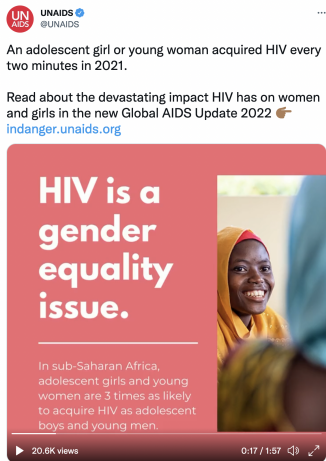 UNAIDS
@UNAIDS
UN
AIDS
An adolescent girl or young woman acquired HIV every
two minutes in 2021.
Read about the devastating impact HIV has on women
and girls in the new Global AIDS Update 2022 👉🏾
indanger.unaids.org
HIV is a
gender
equality
issue.
In sub-Saharan Africa,
adolescent girls and young
women are 3 times as likely
to acquire HIV as adolescent
boys and young men.
20.6K views
0:17 / 1:57